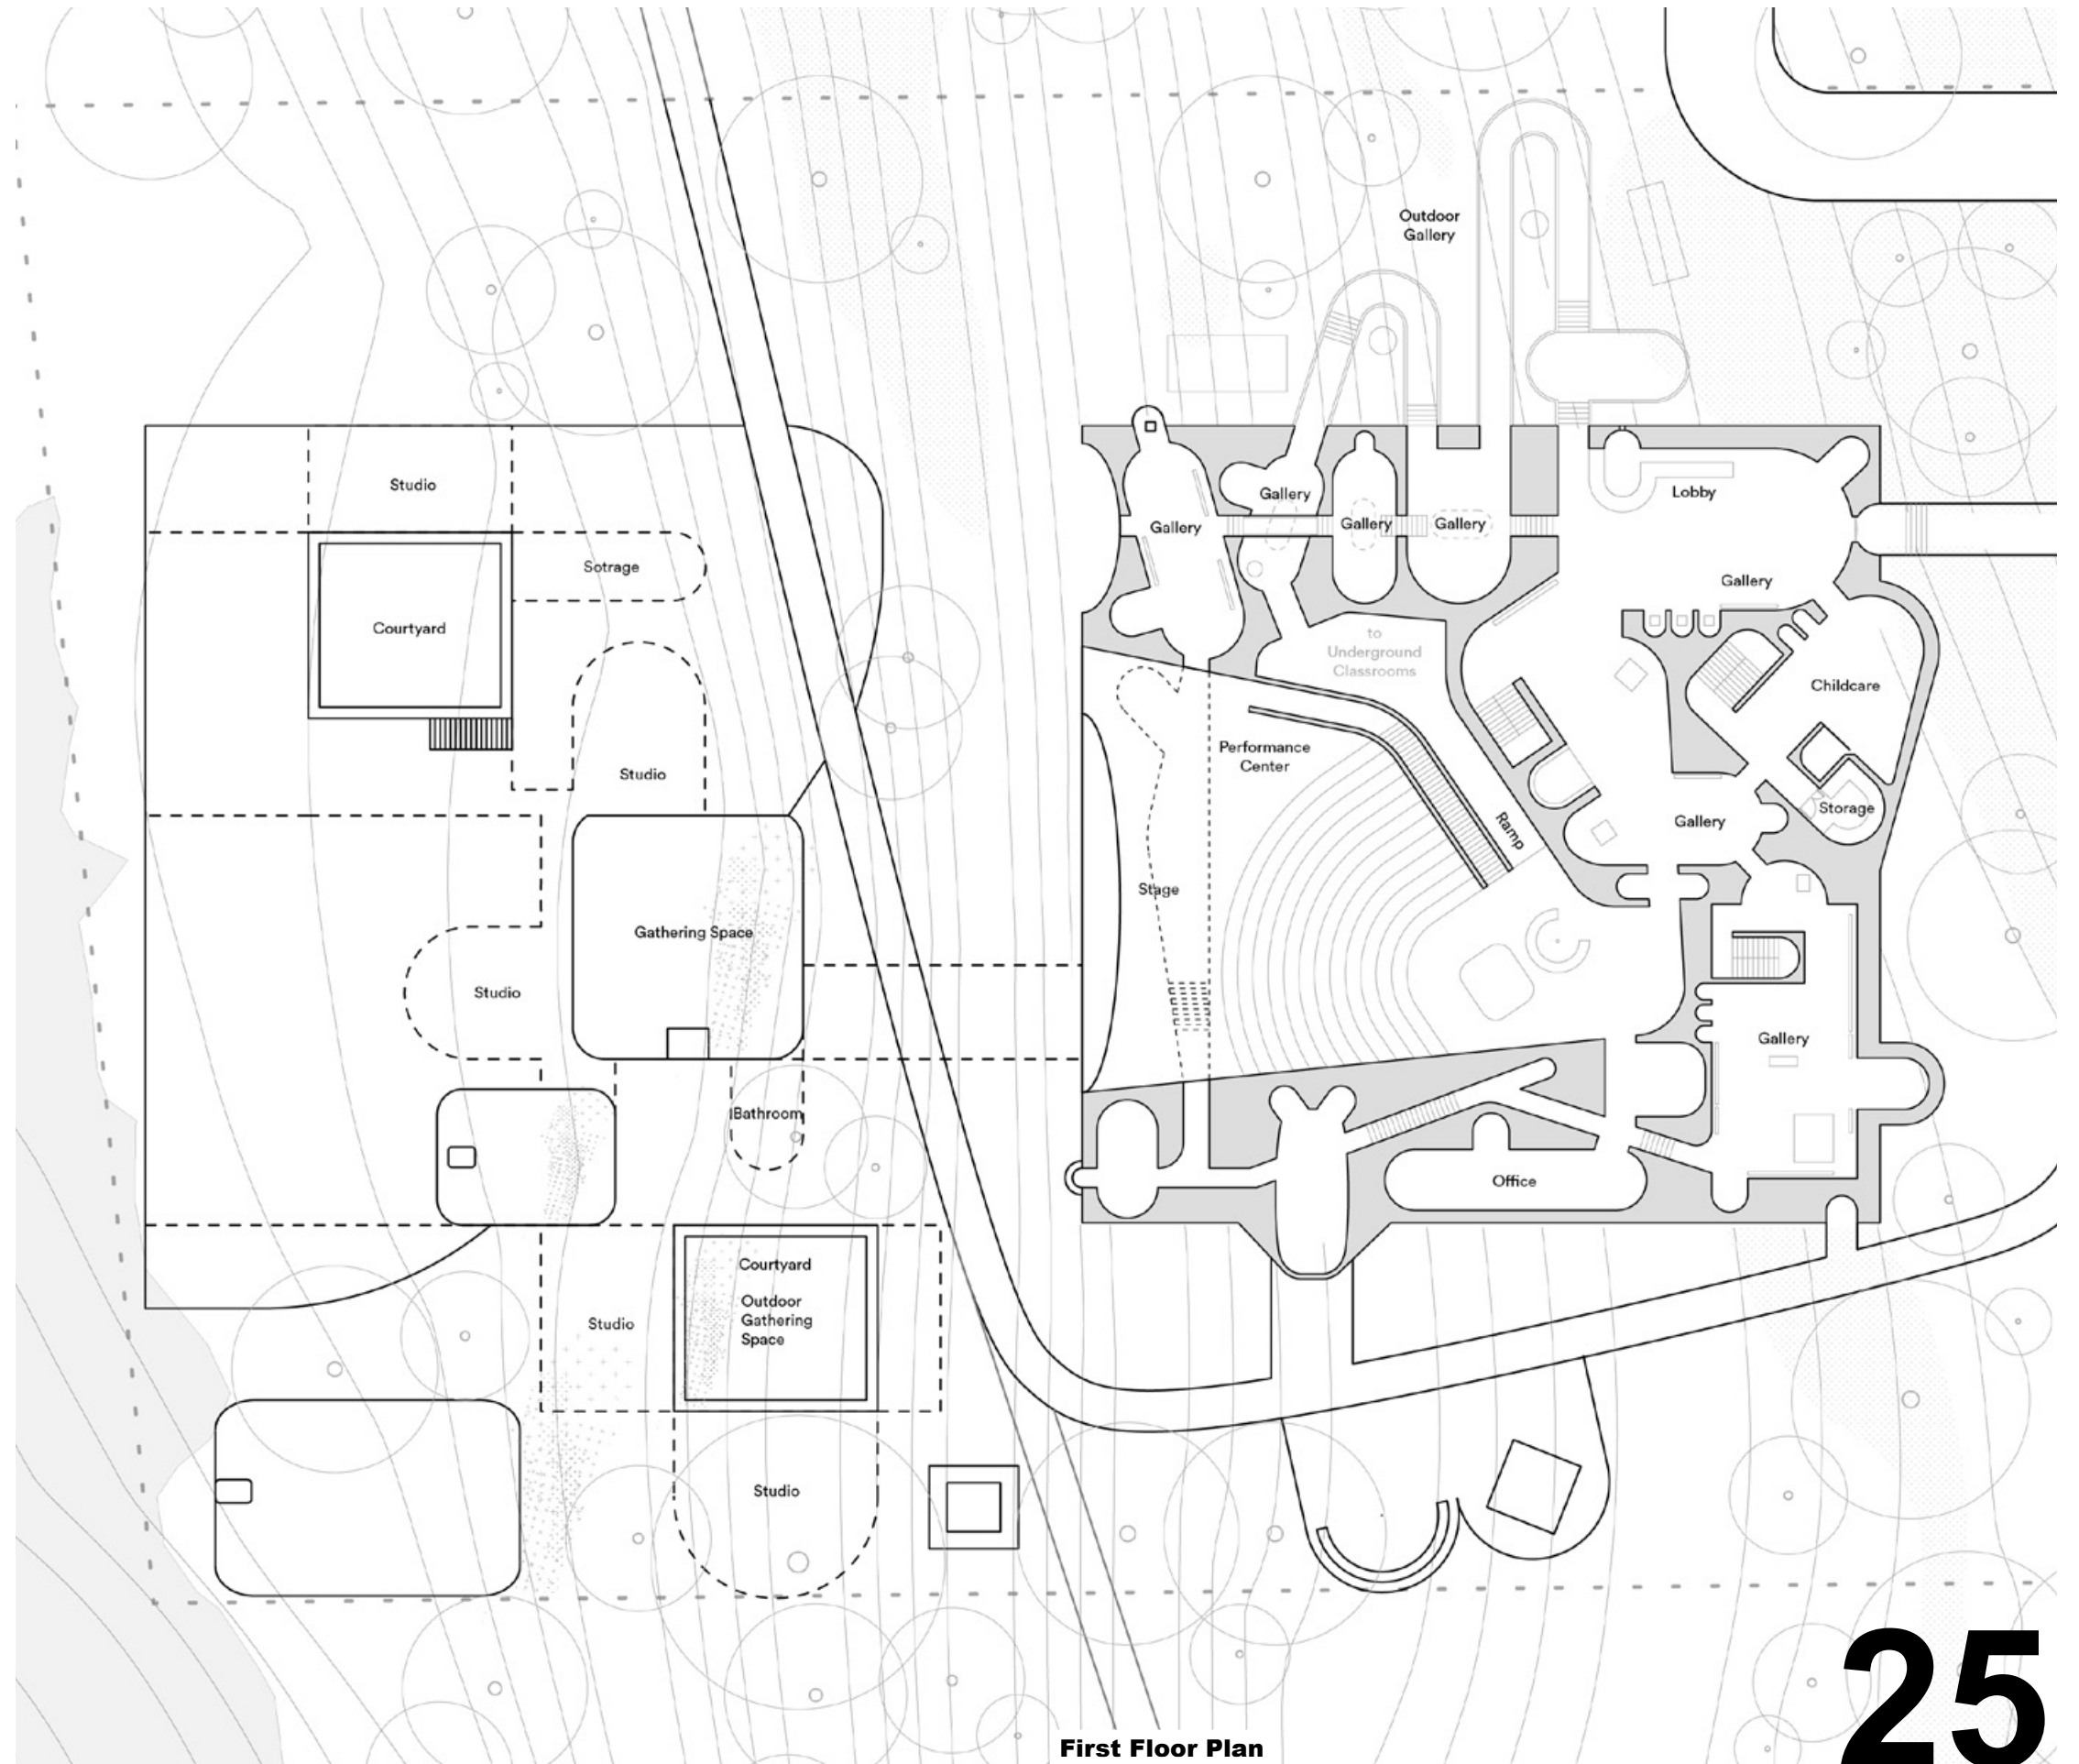 Outdoor
Gallery
Studio
Lobby
Gallery
Gallery
Gallery
Gallery
Sotrage
Gallery
Courtyard
to
Underground
Classrooms
Childcare
Performance
Center
Studio
Storage
Gallery
Ramp
Stage
Gathering Space
Studio
Gallery
Bathroom
Office
Courtyard
Outdoor
Gathering
Space
Studio
Studio
25
First Floor Plan